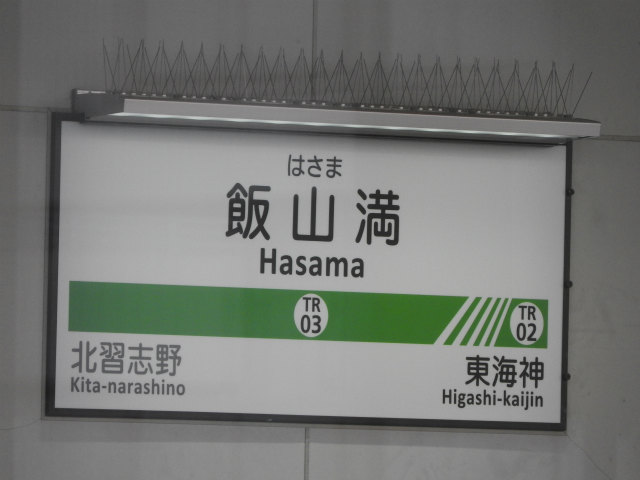 はさま
飯山満
Hasama
TR
03
TR
02
北習志野
Kita-narashino
東海神
Higashi-kaijin